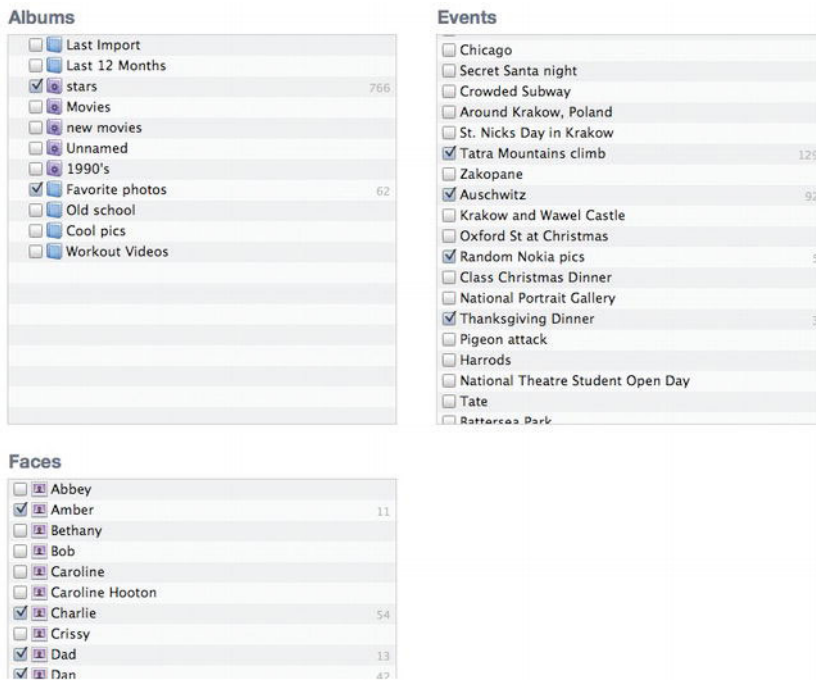 Albums
Last Import
Last 12 Months
stars 766
Movies
new movies
Unnamed
1990's
Favorite photos 62
Old school
Cool pics
Workout Videos
Events
Chicago
Secret Santa night
Crowded Subway
Around Krakow, Poland
St. Nicks Day in Krakow
Tatra Mountains climb 129
Zakopane
Auschwitz 92
Krakow and Wawel Castle
Oxford St at Christmas
Random Nokia pics
Class Christmas Dinner
National Portrait Gallery
Thanksgiving Dinner
Pigeon attack
Harrods
National Theatre Student Open Day
Tate
Battersea Park
Faces
Abbey
Amber 11
Bethany
Bob
Caroline
Caroline Hooton
Charlie 54
Crissy
Dad 13
Dan 42